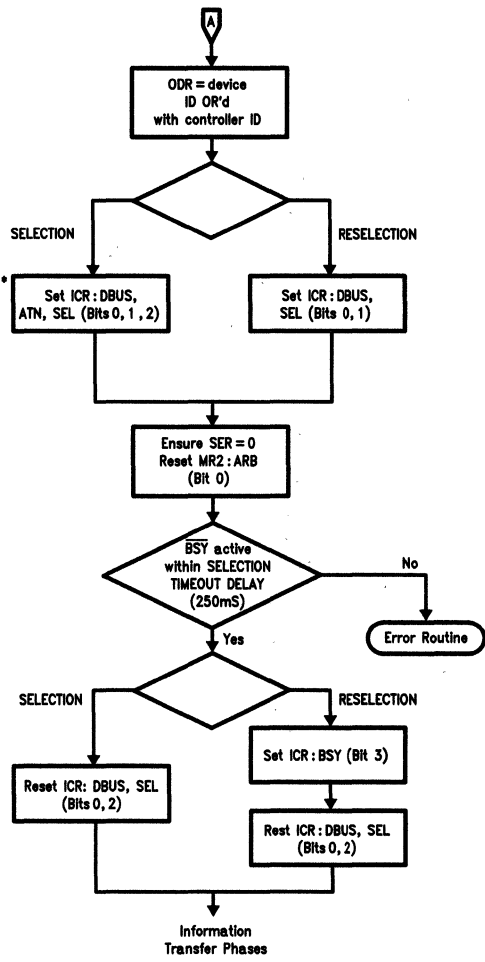 A
ODR = device
ID OR'd
with controller ID
SELECTION
RESELECTION
*
Set ICR : DBUS,
ATN, SEL (Bits 0, 1, 2)
Set ICR : DBUS,
SEL (Bits 0, 1)
Ensure SER = 0
Reset MR2 : ARB
(Bit 0)
BSY active
within SELECTION
TIMEOUT DELAY
(250mS)
No
Error Routine
Yes
SELECTION
RESELECTION
Set ICR : BSY (Bit 3)
Reset ICR: DBUS, SEL
(Bits 0, 2)
Rest ICR : DBUS, SEL
(Bits 0, 2)
Information
Transfer Phases